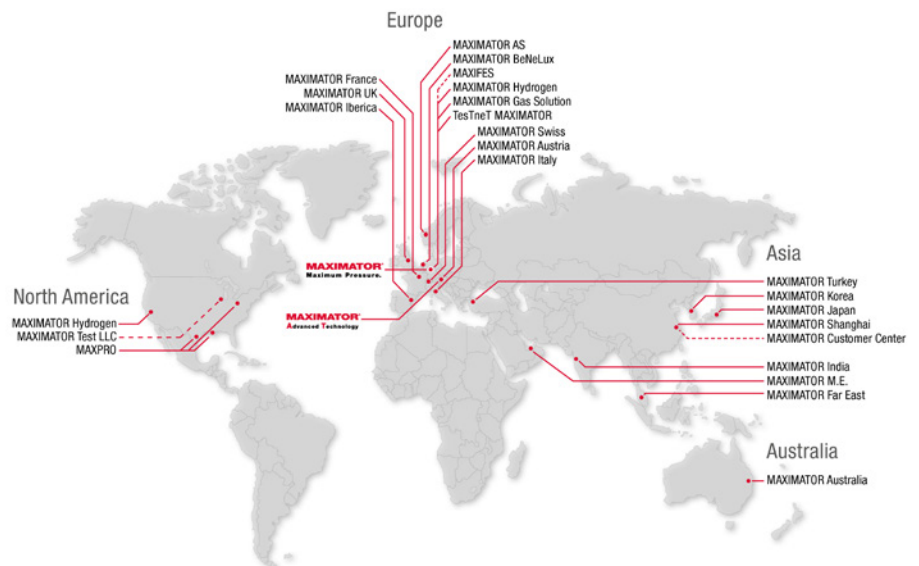 Europe
MAXIMATOR AS
MAXIMATOR BeNeLux
MAXIFES
MAXIMATOR Hydrogen
MAXIMATOR Gas Solution
TesTneT MAXIMATOR
MAXIMATOR France
MAXIMATOR UK
MAXIMATOR Iberica
MAXIMATOR Swiss
MAXIMATOR Austria
MAXIMATOR Italy
MAXIMATOR®
Maximum Pressure.
MAXIMATOR®
Advanced Technology
North America
MAXIMATOR Hydrogen
MAXIMATOR Test LLC
MAXPRO
Asia
MAXIMATOR Turkey
MAXIMATOR Korea
MAXIMATOR Japan
MAXIMATOR Shanghai
MAXIMATOR Customer Center
MAXIMATOR India
MAXIMATOR M.E.
MAXIMATOR Far East
Australia
MAXIMATOR Australia